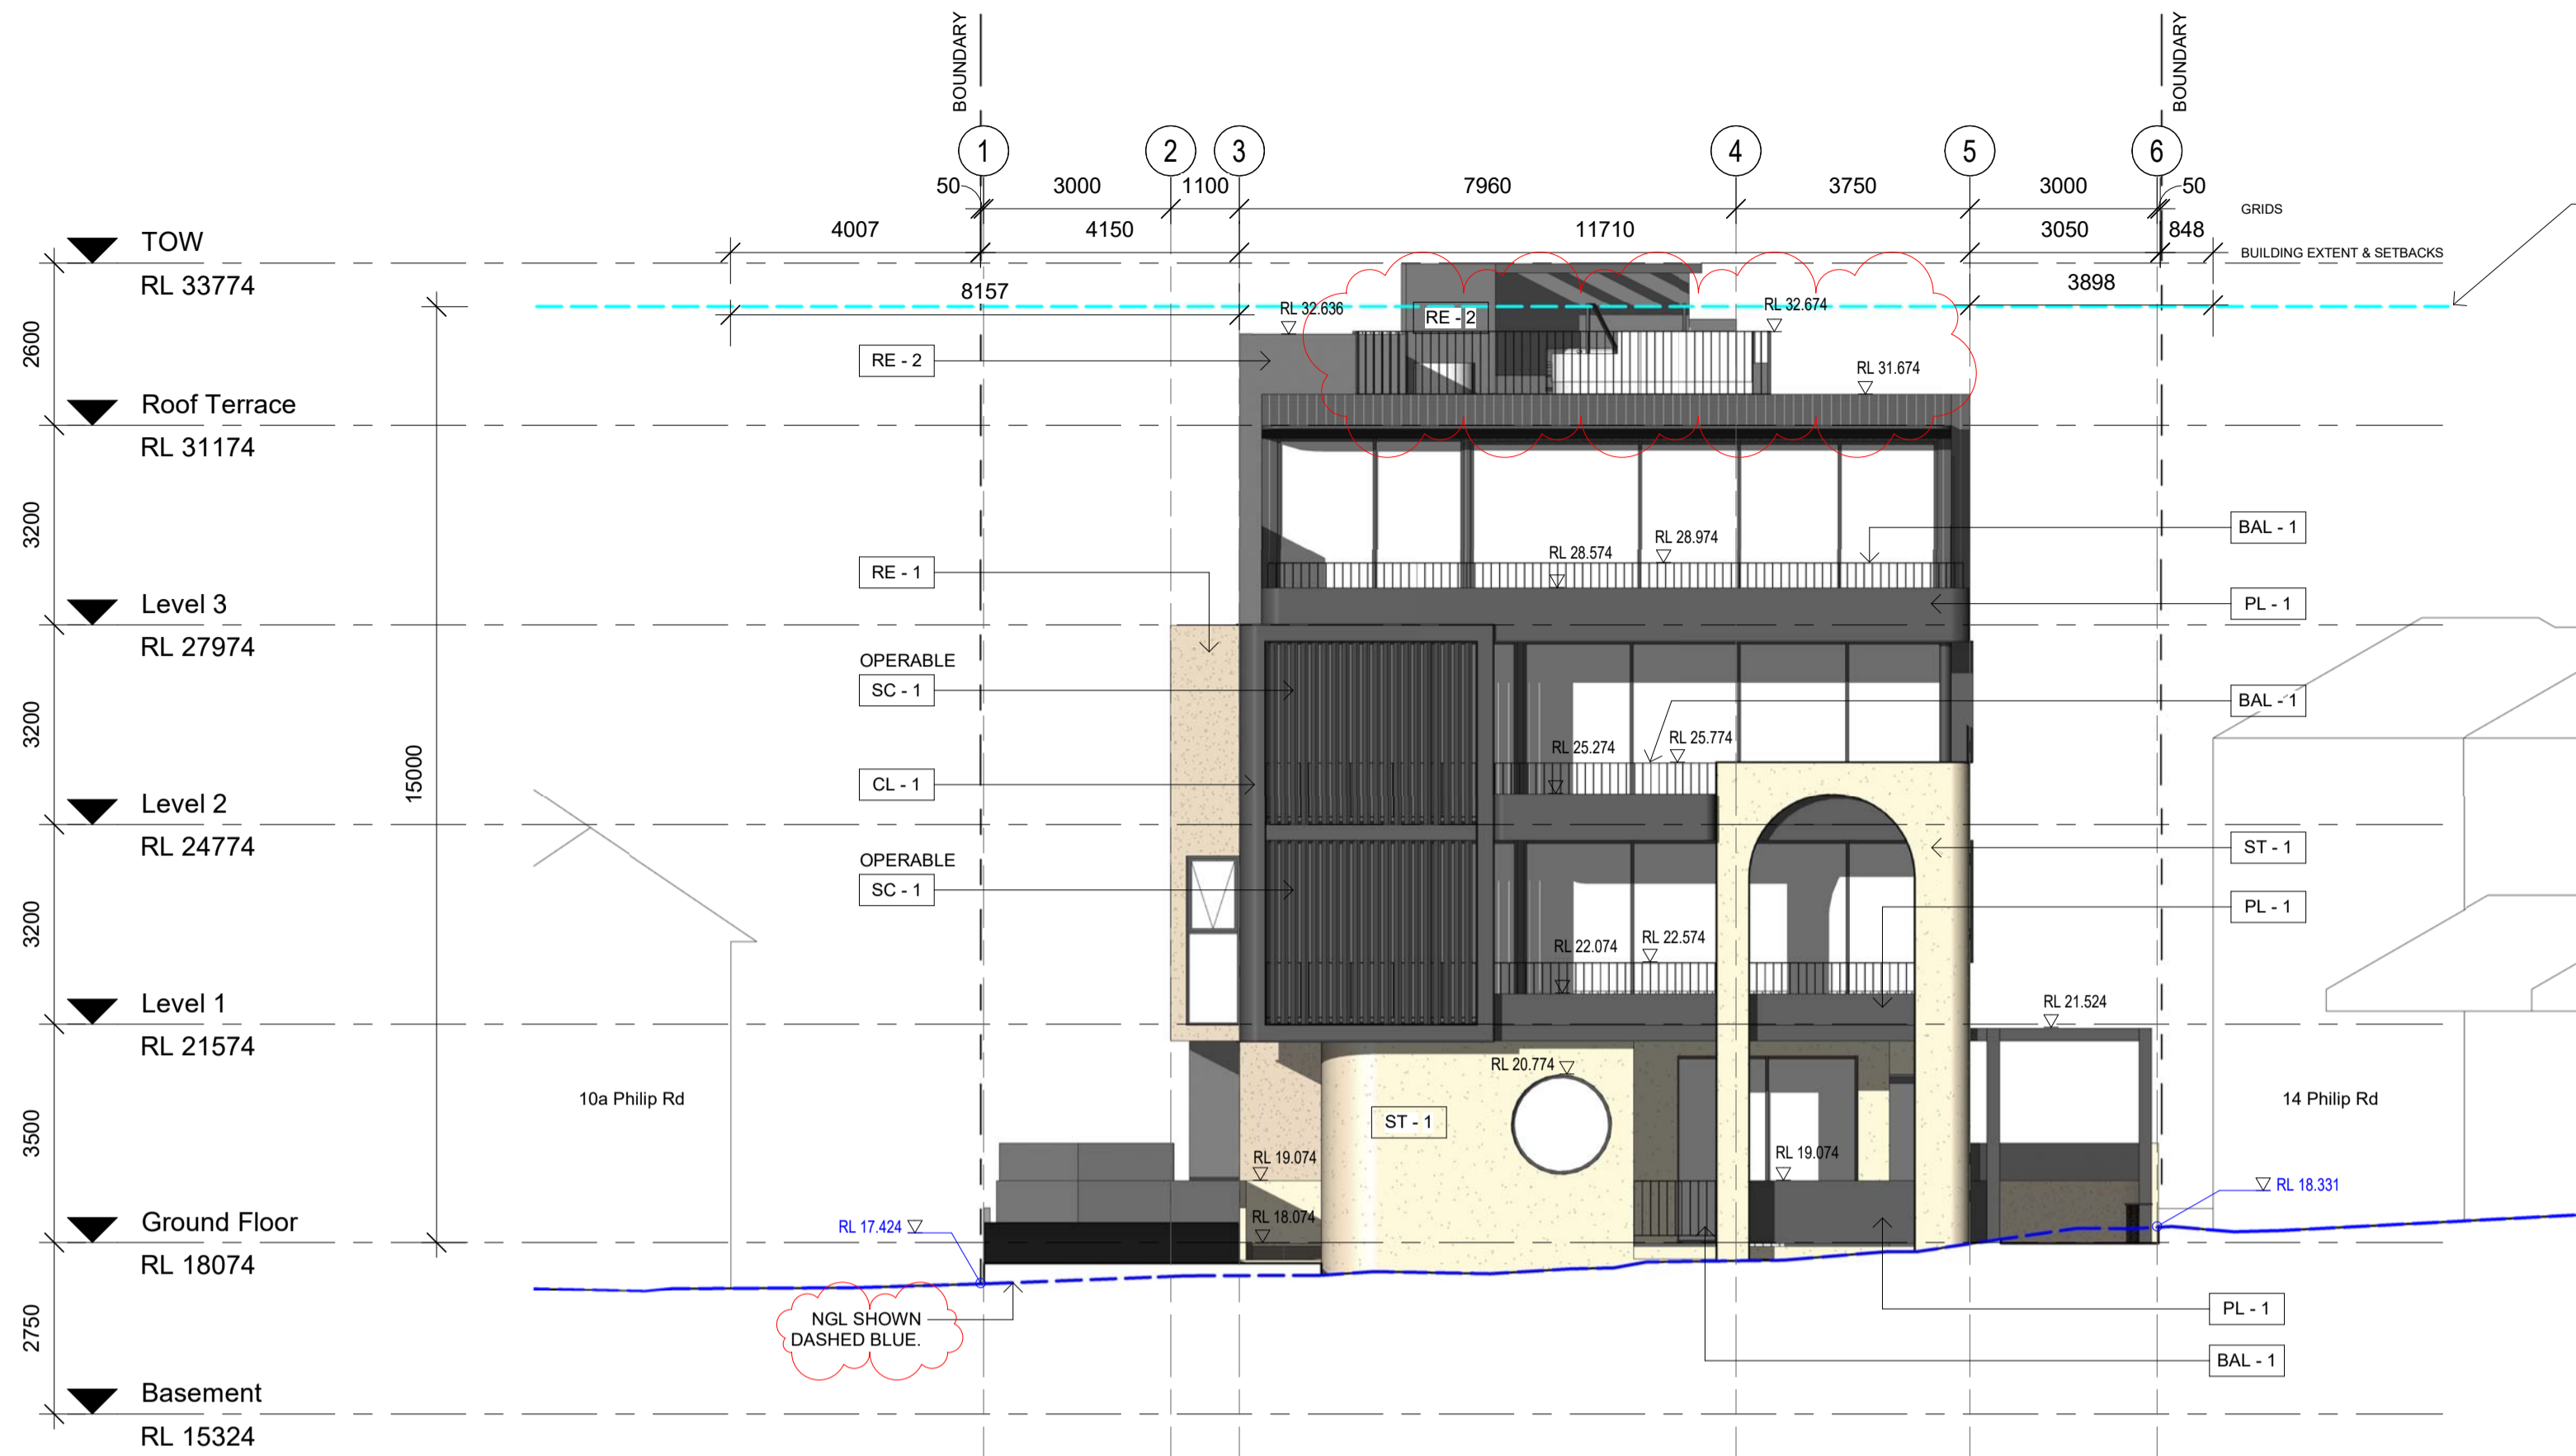 BOUNDARY
BOUNDARY
1
2
3
4
5
6
50
3000
1100
7960
3750
3000
50
GRIDS
4007
4150
11710
3050
848
BUILDING EXTENT & SETBACKS
8157
3898
TOW
RL 33774
2600
Roof Terrace
RL 31174
3200
Level 3
RL 27974
3200
Level 2
RL 24774
3200
Level 1
RL 21574
3500
Ground Floor
RL 18074
2750
Basement
RL 15324
15000
RL 32.636
RE - 2
RL 32.674
RE - 2
RL 31.674
RL 28.574
RL 28.974
BAL - 1
RE - 1
PL - 1
OPERABLE
SC - 1
BAL - 1
RL 25.274
RL 25.774
CL - 1
OPERABLE
SC - 1
ST - 1
PL - 1
RL 22.074
RL 22.574
RL 21.524
RL 20.774
10a Philip Rd
14 Philip Rd
ST - 1
RL 19.074
RL 19.074
RL 18.331
RL 18.074
RL 17.424
NGL SHOWN
DASHED BLUE.
PL - 1
BAL - 1